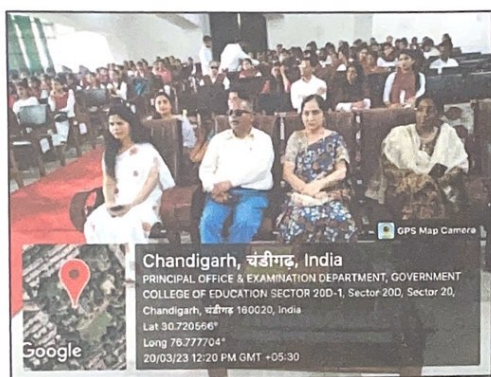 GPS Map Camera
Chandigarh, चंडीगढ़, India
PRINCIPAL OFFICE & EXAMINATION DEPARTMENT, GOVERNMENT
COLLEGE OF EDUCATION SECTOR 20D-1, Sector 20D, Sector 20,
Chandigarh, चंडीगढ़ 160020, India
Lat 30.720566°
Long 76.777704°
20/03/23 12:20 PM GMT +05:30
Google